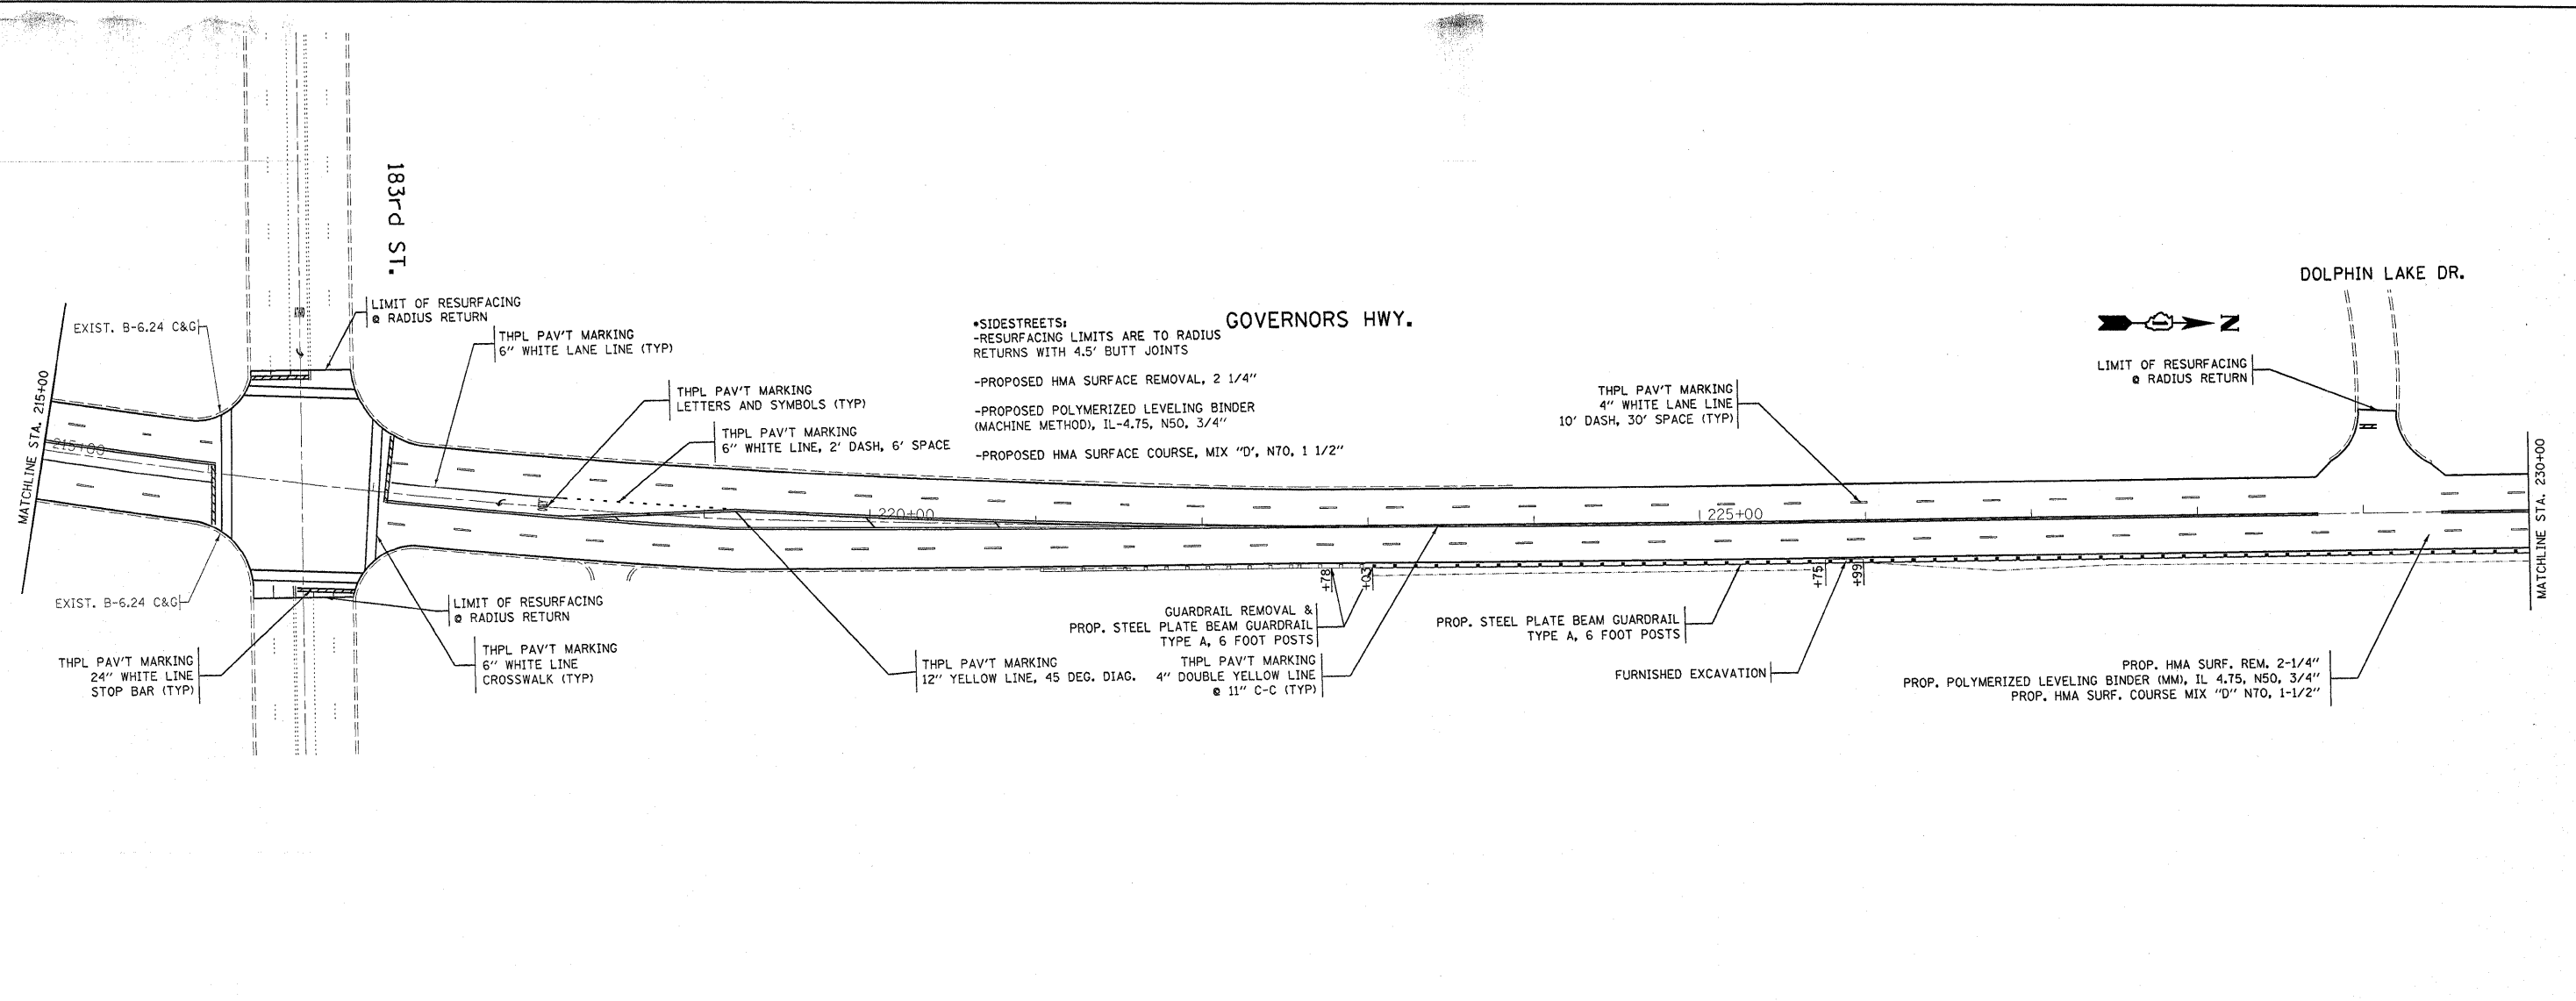 183rd ST.
DOLPHIN LAKE DR.
GOVERNORS HWY.
N
MATCHLINE STA. 215+00
215+00
EXIST. B-6.24 C&G
LIMIT OF RESURFACING
@ RADIUS RETURN
THPL PAV'T MARKING
6" WHITE LANE LINE (TYP)
THPL PAV'T MARKING
LETTERS AND SYMBOLS (TYP)
THPL PAV'T MARKING
6" WHITE LINE, 2' DASH, 6' SPACE
*SIDESTREETS:
-RESURFACING LIMITS ARE TO RADIUS
RETURNS WITH 4.5' BUTT JOINTS
-PROPOSED HMA SURFACE REMOVAL, 2 1/4"
-PROPOSED POLYMERIZED LEVELING BINDER
(MACHINE METHOD), IL-4.75, N50, 3/4"
-PROPOSED HMA SURFACE COURSE, MIX "D", N70, 1 1/2"
THPL PAV'T MARKING
4" WHITE LANE LINE
10' DASH, 30' SPACE (TYP)
LIMIT OF RESURFACING
@ RADIUS RETURN
220+00
225+00
MATCHLINE STA. 230+00
+78
+03
+75
+99
EXIST. B-6.24 C&G
LIMIT OF RESURFACING
@ RADIUS RETURN
THPL PAV'T MARKING
24" WHITE LINE
STOP BAR (TYP)
THPL PAV'T MARKING
6" WHITE LINE
CROSSWALK (TYP)
THPL PAV'T MARKING
12" YELLOW LINE, 45 DEG. DIAG.
GUARDRAIL REMOVAL &
PROP. STEEL PLATE BEAM GUARDRAIL
TYPE A, 6 FOOT POSTS
THPL PAV'T MARKING
4" DOUBLE YELLOW LINE
@ 11" C-C (TYP)
PROP. STEEL PLATE BEAM GUARDRAIL
TYPE A, 6 FOOT POSTS
FURNISHED EXCAVATION
PROP. HMA SURF. REM, 2-1/4"
PROP. POLYMERIZED LEVELING BINDER (MM), IL 4.75, N50, 3/4"
PROP. HMA SURF. COURSE MIX "D" N70, 1-1/2"